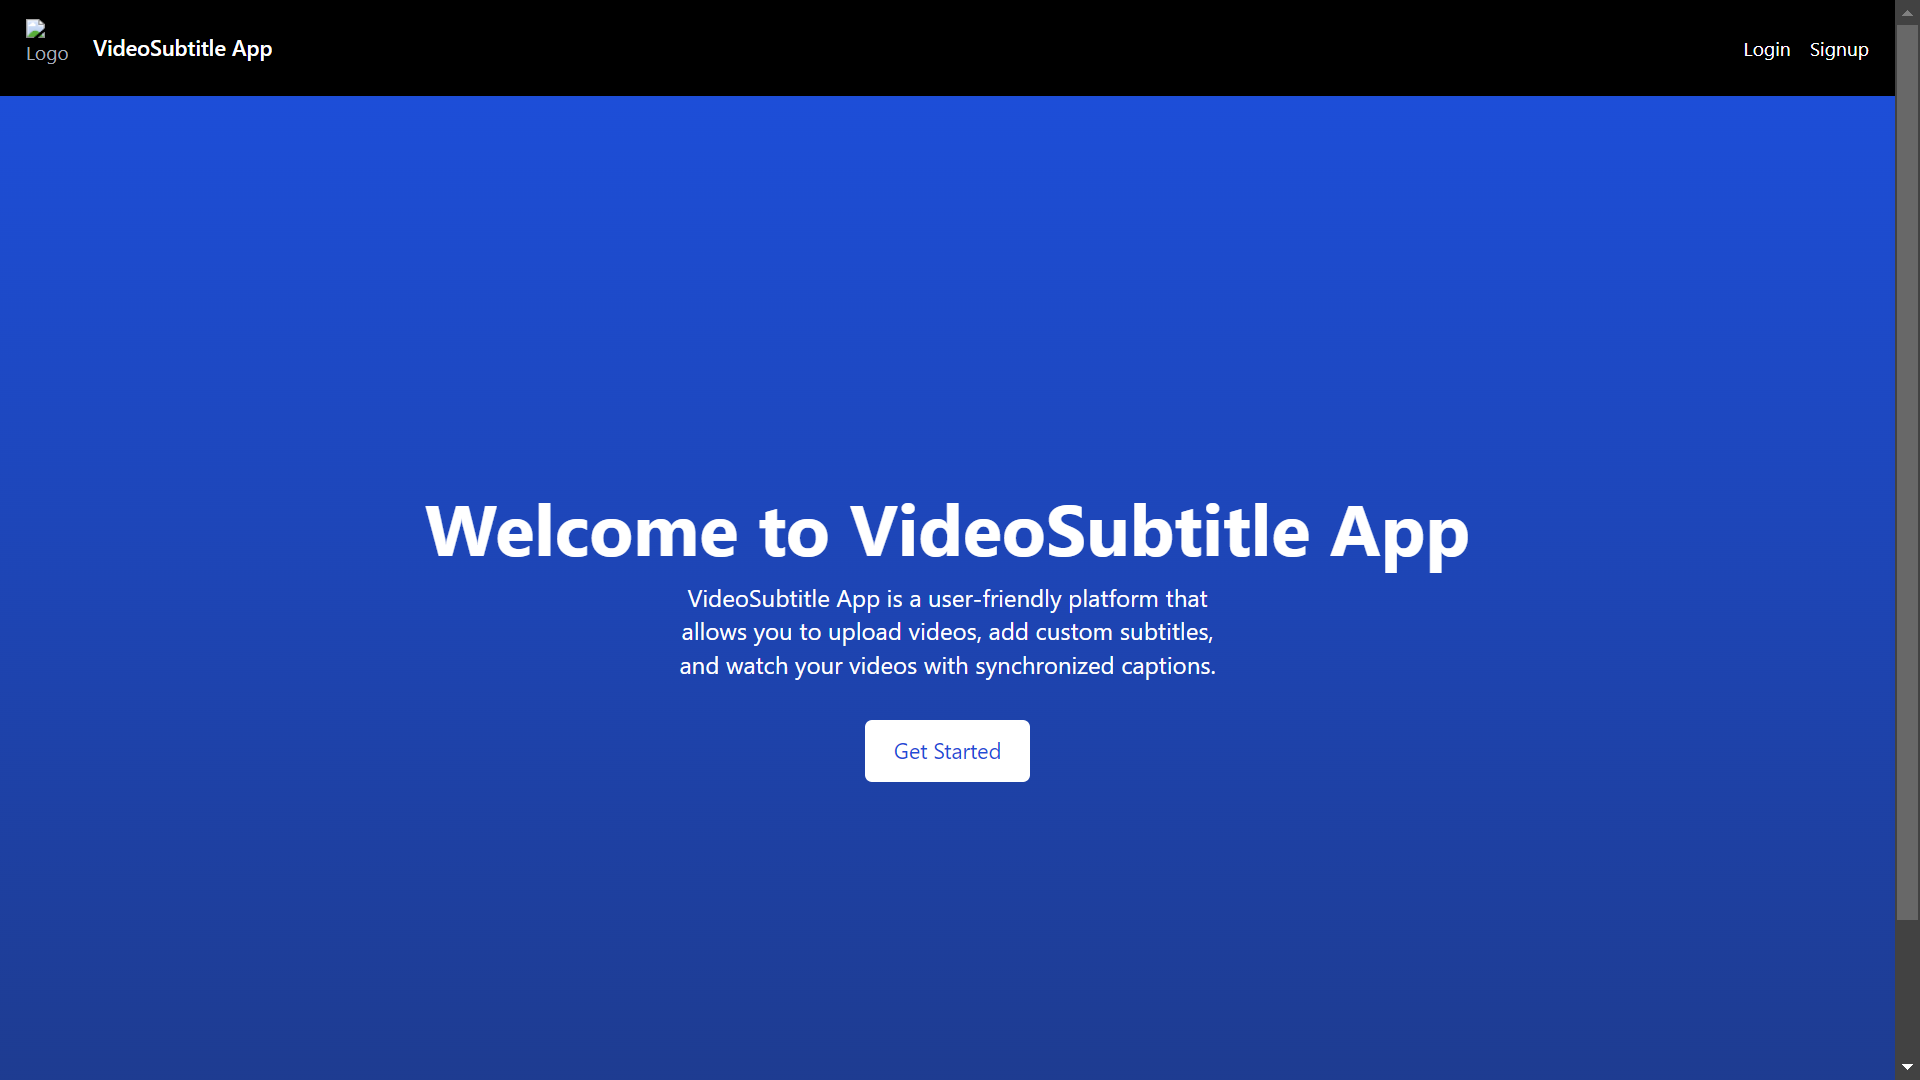 Logo
VideoSubtitle App
Login
Signup
Welcome to VideoSubtitle App
VideoSubtitle App is a user-friendly platform that
allows you to upload videos, add custom subtitles,
and watch your videos with synchronized captions.
Get Started